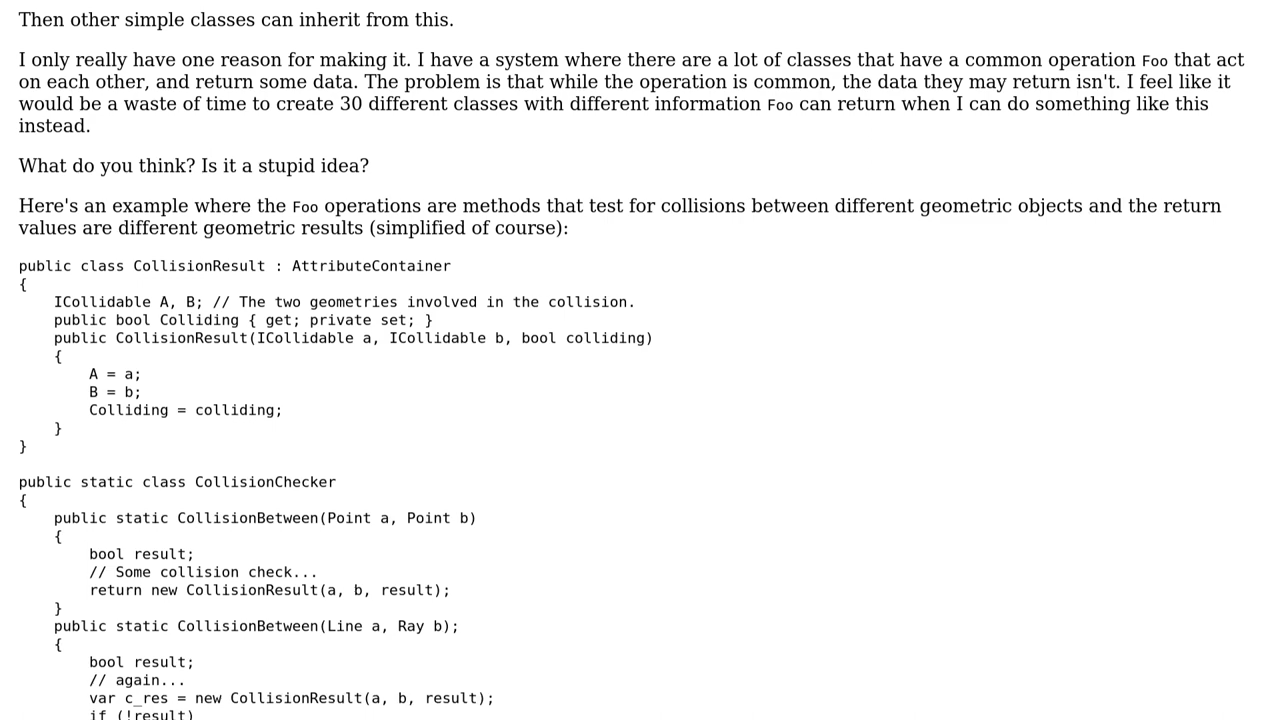 Then other simple classes can inherit from this.
I only really have one reason for making it. I have a system where there are a lot of classes that have a common operation Foo that act
on each other, and return some data. The problem is that while the operation is common, the data they may return isn't. I feel like it
would be a waste of time to create 30 different classes with different information Foo can return when I can do something like this
instead.
What do you think? Is it a stupid idea?
Here's an example where the Foo operations are methods that test for collisions between different geometric objects and the return
values are different geometric results (simplified of course):
public class CollisionResult : AttributeContainer
{
    ICollidable A, B; // The two geometries involved in the collision.
    public bool Colliding { get; private set; }
    public CollisionResult(ICollidable a, ICollidable b, bool colliding)
    {
        A = a;
        B = b;
        Colliding = colliding;
    }
}
public static class CollisionChecker
{
    public static CollisionBetween(Point a, Point b)
    {
        bool result;
        // Some collision check...
        return new CollisionResult(a, b, result);
    }
    public static CollisionBetween(Line a, Ray b);
    {
        bool result;
        // again...
        var c_res = new CollisionResult(a, b, result);
        if (!result)